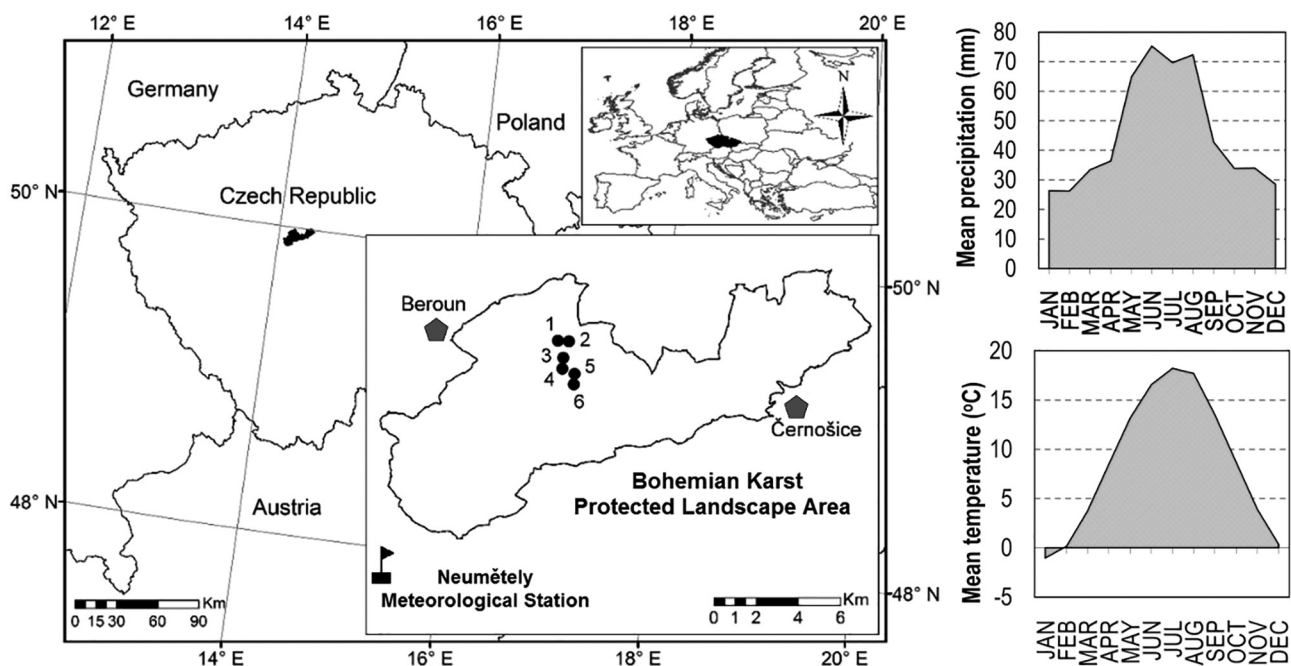 12° E
14° E
16° E
18° E
20° E
Germany
Poland
N
50° N
Czech Republic
50° N
Beroun
1
2
3
5
4
6
Černošice
Bohemian Karst
Protected Landscape Area
48° N
Austria
Neumětely
Meteorological Station
48° N
Km
0 15 30 60 90
Km
0 1 2 4 6
14° E
16° E
18° E
20° E
Mean precipitation (mm)
80
70
60
50
40
30
20
10
0
JAN
FEB
MAR
APR
MAY
JUN
JUL
AUG
SEP
OCT
NOV
DEC
Mean temperature (ºC)
20
15
10
5
0
-5
JAN
FEB
MAR
APR
MAY
JUN
JUL
AUG
SEP
OCT
NOV
DEC